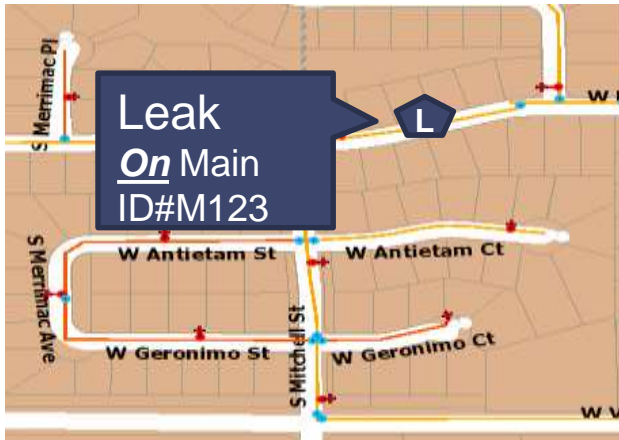 S Merrimac Pl
Leak
On Main
ID#M123
L
W
W Antietam St
W Antietam Ct
S Merrimac Ave
W Geronimo St
S Mitchell St
W Geronimo Ct
W V